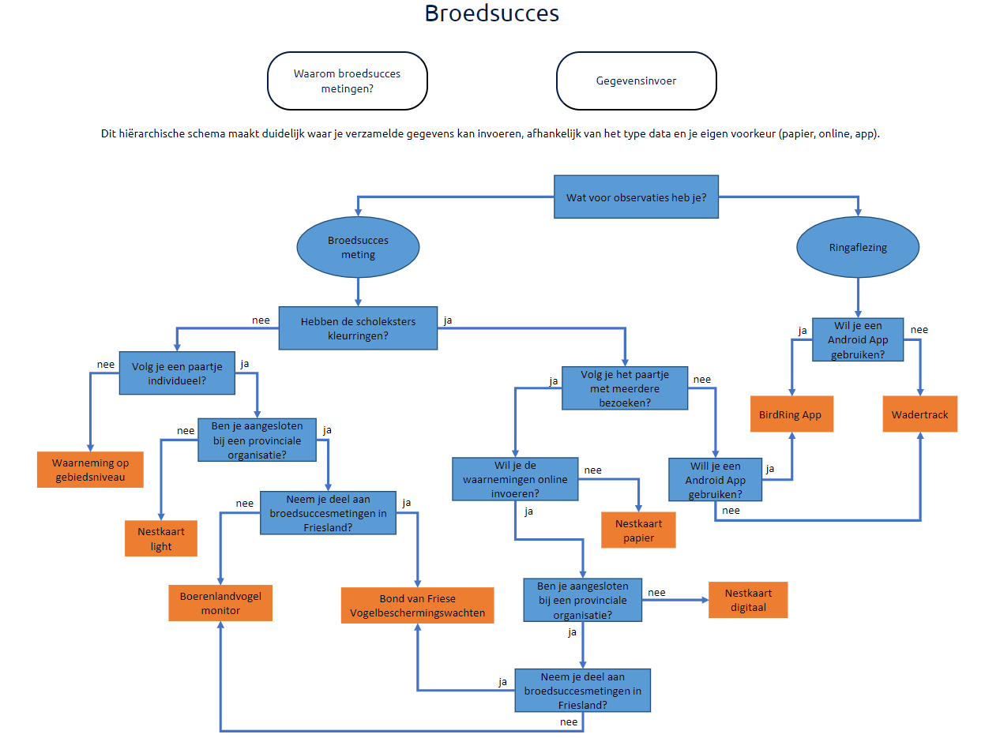 Broedsucces
Waarom broedsucces
metingen?
Gegevensinvoer
Dit hiërarchische schema maakt duidelijk waar je verzamelde gegevens kan invoeren, afhankelijk van het type data en je eigen voorkeur (papier, online, app).
Wat voor observaties heb je?
Broedsucces
meting
Ringaflezing
Hebben de scholeksters
kleurringen?
nee
ja
Wil je een
Android App
gebruiken?
ja
nee
Volg je een paartje
individueel?
nee
ja
Volg je het paartje
met meerdere
bezoeken?
ja
nee
BirdRing App
Wadertrack
Ben je aangesloten
bij een provinciale
organisatie?
nee
ja
Waarneming op
gebiedsniveau
Wil je de
waarnemingen online
invoeren?
nee
ja
Will je een
Android App
gebruiken?
ja
nee
Neem je deel aan
broedsuccesmetingen in
Friesland?
nee
ja
Nestkaart
light
Nestkaart
papier
Boerenlandvogel
monitor
Bond van Friese
Vogelbeschermingswachten
Ben je aangesloten
bij een provinciale
organisatie?
nee
ja
Nestkaart
digitaal
Neem je deel aan
broedsuccesmetingen in
Friesland?
ja
nee